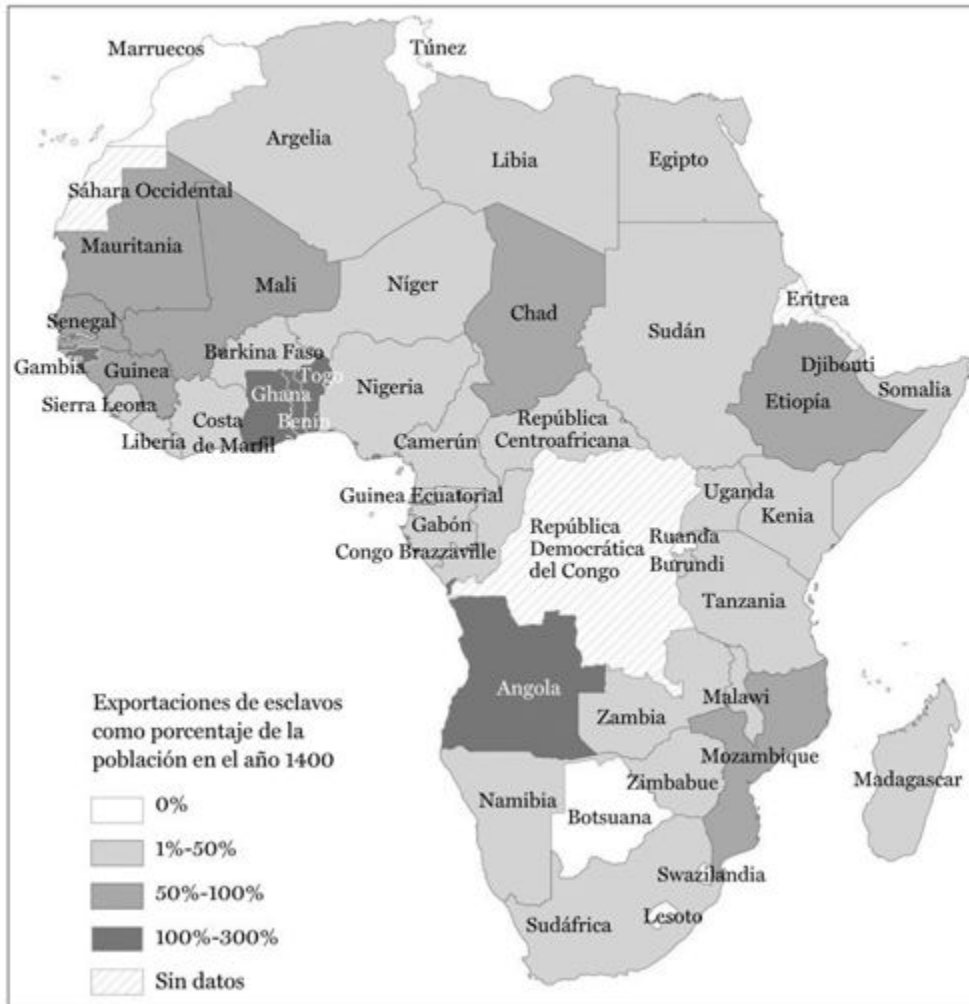 Marruecos
Túnez
Argelia
Libia
Egipto
Sáhara Occidental
Mauritania
Mali
Níger
Chad
Sudán
Eritrea
Senegal
Gambia
Guinea
Burkina Faso
Togo
Ghana
Benín
Nigeria
Djibouti
Somalia
Etiopía
Sierra Leona
Costa
de Marfil
Liberia
Camerún
República
Centroafricana
Guinea Ecuatorial
Uganda
Kenia
Gabón
República
Democrática
del Congo
Ruanda
Burundi
Congo Brazzaville
Tanzania
Angola
Zambia
Malawi
Mozambique
Madagascar
Zimbabue
Namibia
Botsuana
Swazilandia
Lesoto
Sudáfrica
Exportaciones de esclavos
como porcentaje de la
población en el año 1400
0%
1%-50%
50%-100%
100%-300%
Sin datos